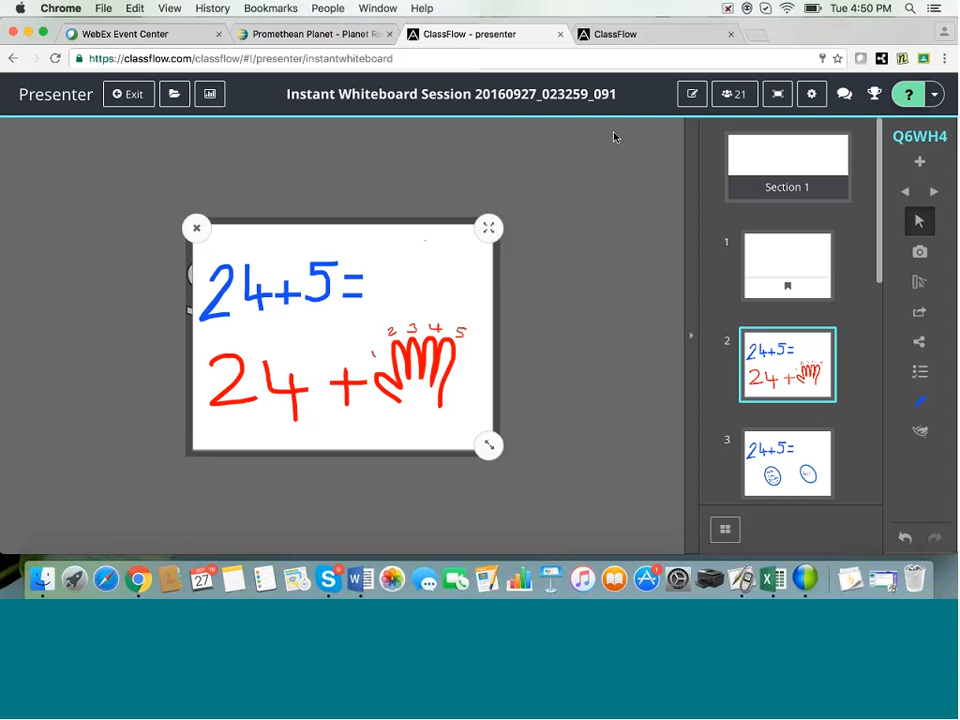 Chrome File Edit View History Bookmarks People Window Help Tue 4:50 PM
WebEx Event Center
Promethean Planet - Planet Re
ClassFlow - presenter
ClassFlow
https://classflow.com/classflow/#!/presenter/instantwhiteboard
Presenter Exit Instant Whiteboard Session 20160927_023259_091 21 ?
Q6WH4
Section 1
1
24+5=
2 3 4 5
24 +
2
24+5=
24 +
3
24+5=